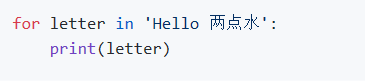 for letter in 'Hello 两点水':
    print(letter)